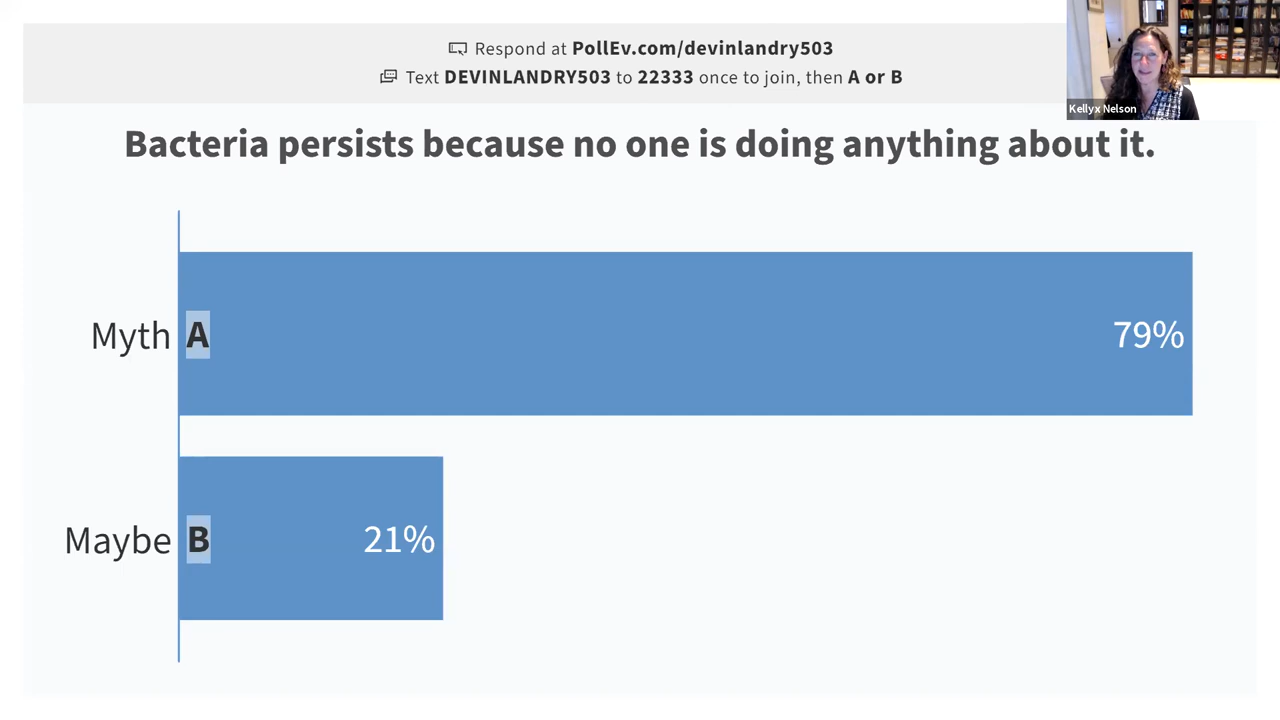 Respond at PollEv.com/devinlandry503
Text DEVINLANDRY503 to 22333 once to join, then A or B
Kellyx Nelson
Bacteria persists because no one is doing anything about it.
Myth A 79%
Maybe B 21%